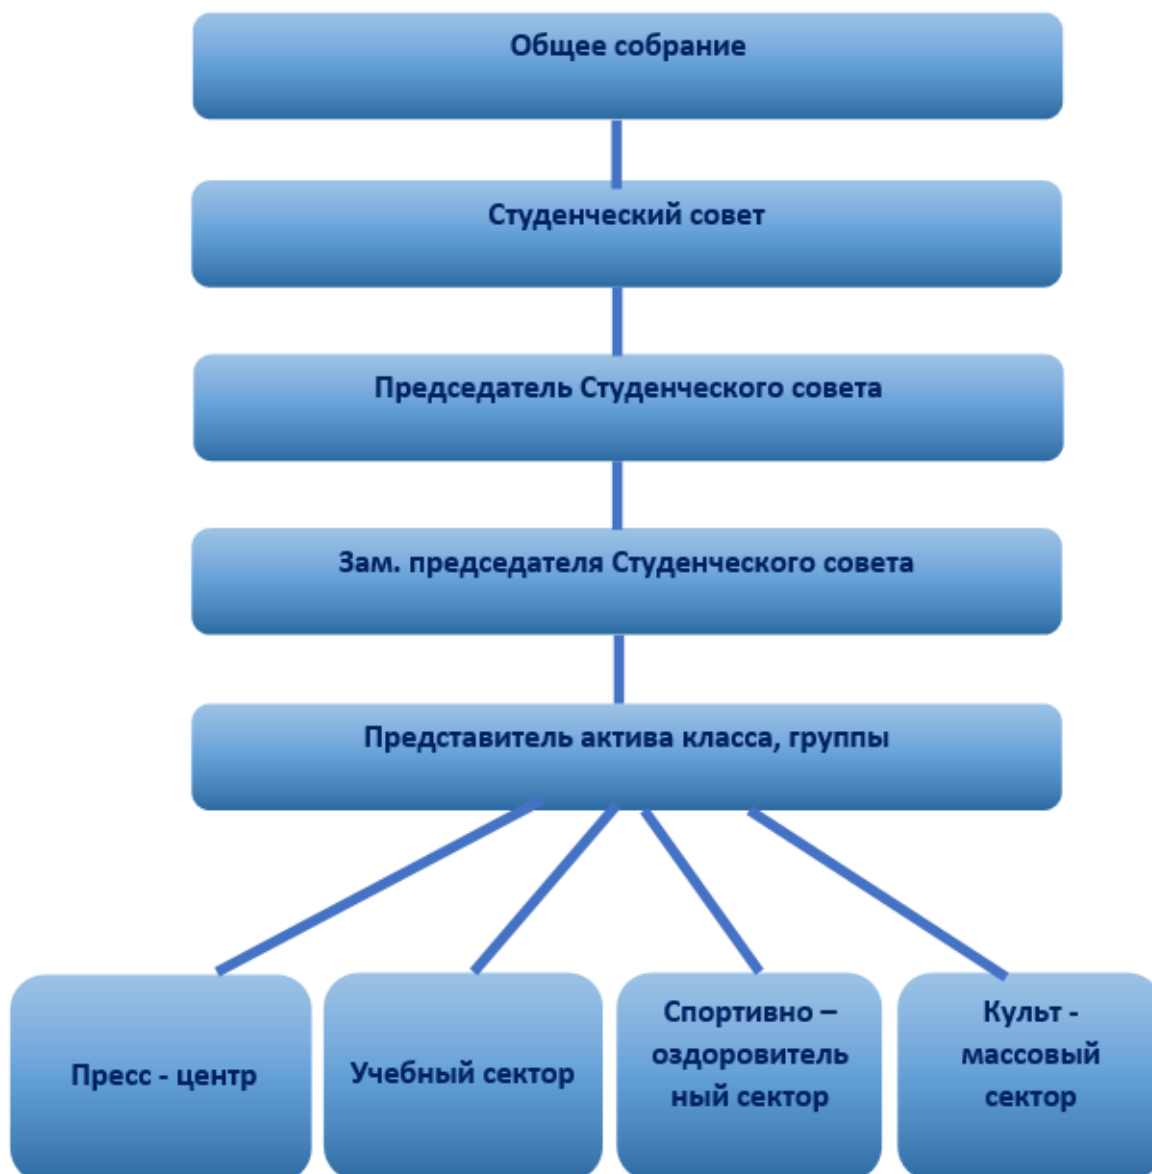 Общее собрание
Студенческий совет
Председатель Студенческого совета
Зам. председателя Студенческого совета
Представитель актива класса, группы
Пресс - центр
Учебный сектор
Спортивно –
оздоровитель
ный сектор
Культ -
массовый
сектор